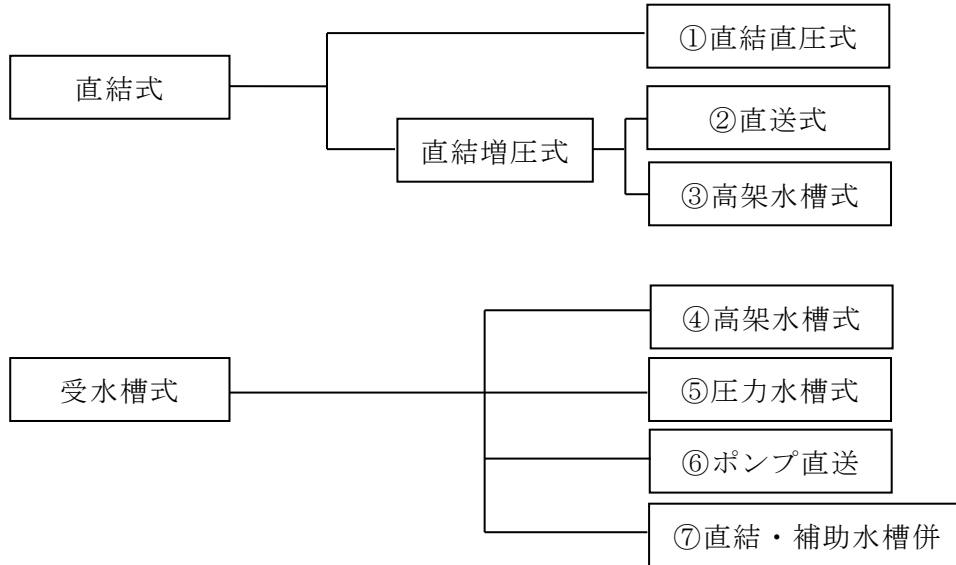 ①直結直圧式
直結式
②直送式
直結増圧式
③高架水槽式
④高架水槽式
受水槽式
⑤圧力水槽式
⑥ポンプ直送
⑦直結・補助水槽併